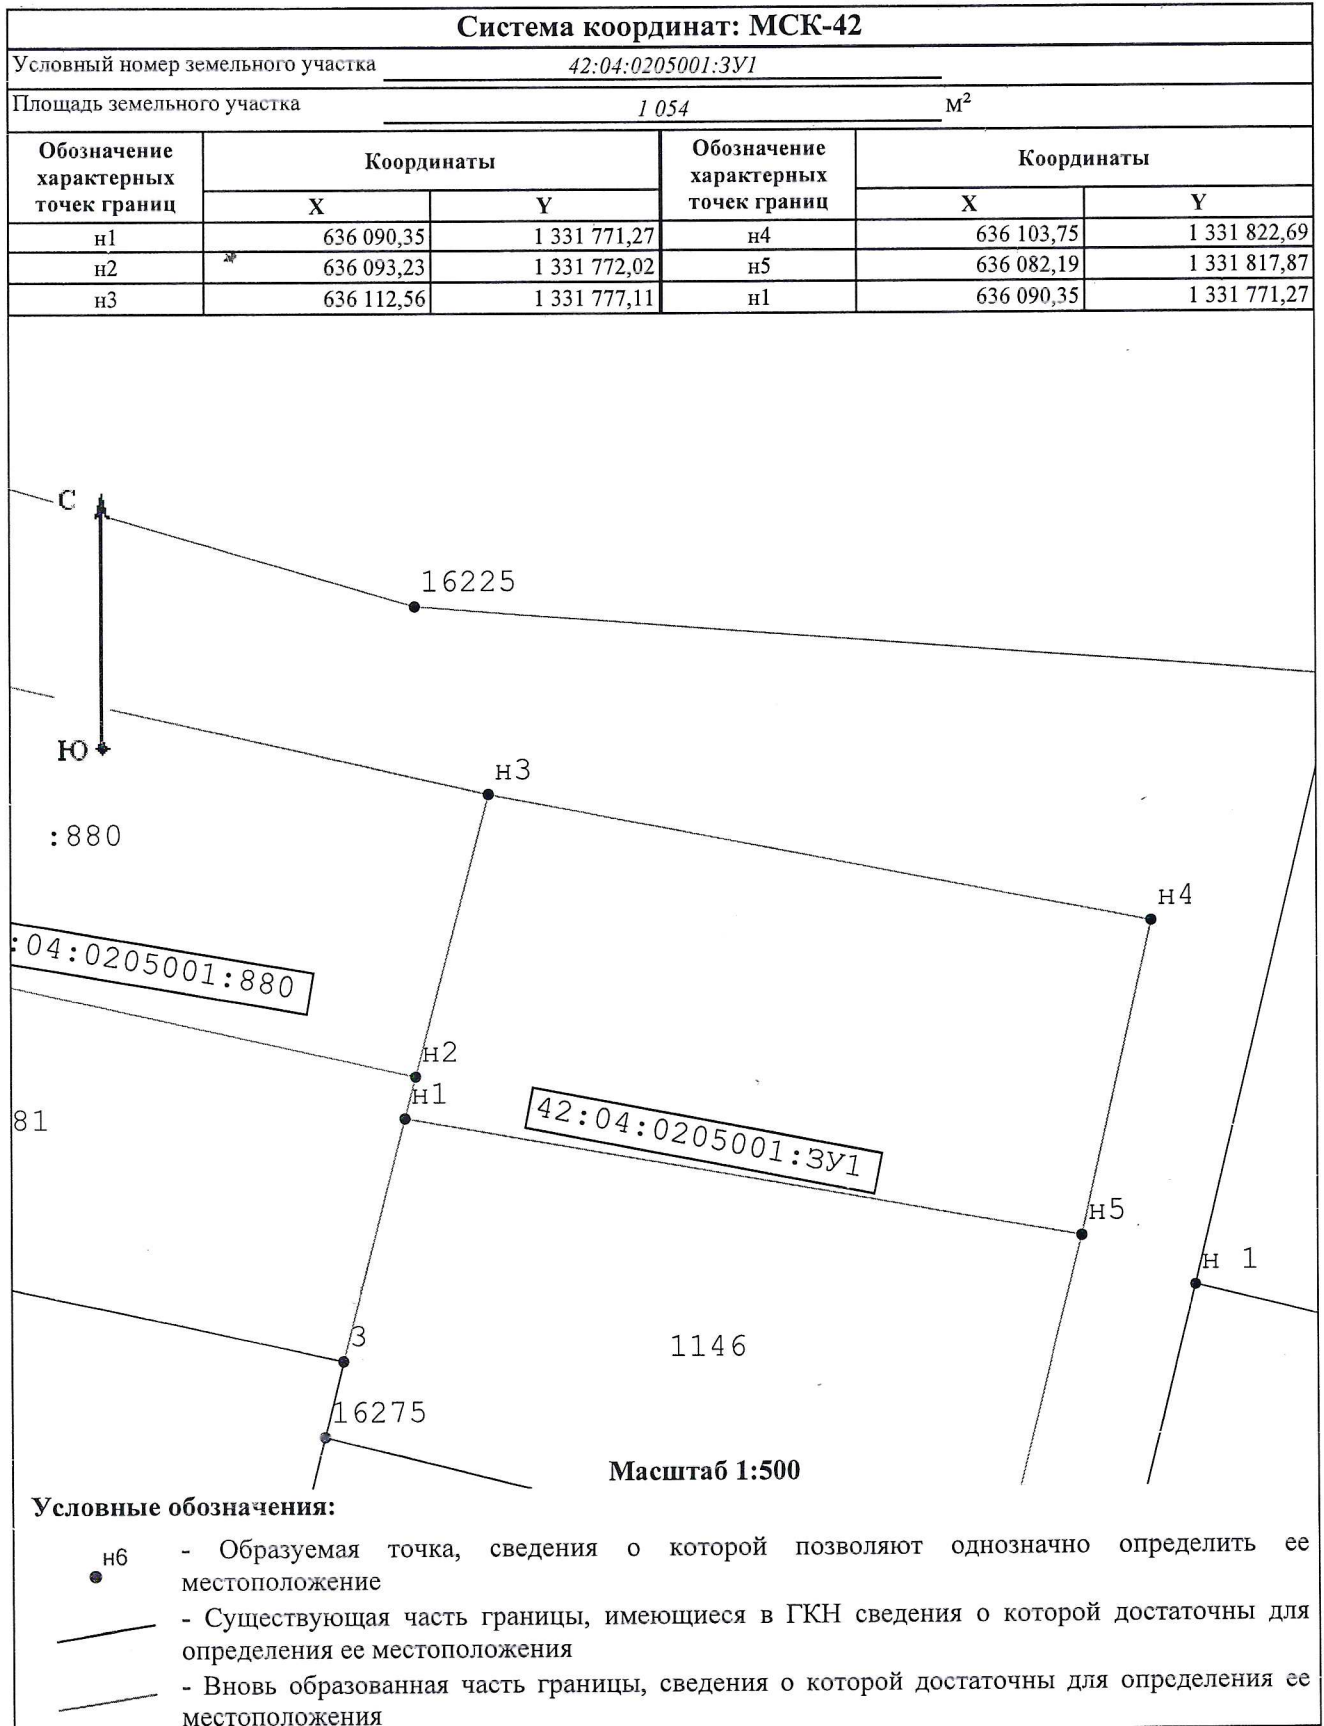 Система координат: МСК-42
Условный номер земельного участка 42:04:0205001:ЗУ1
Площадь земельного участка 1 054 м²
Обозначение характерных точек границ Координаты Обозначение характерных точек границ Координаты
X Y X Y
н1 636 090,35 1 331 771,27 н4 636 103,75 1 331 822,69
н2 636 093,23 1 331 772,02 н5 636 082,19 1 331 817,87
н3 636 112,56 1 331 777,11 н1 636 090,35 1 331 771,27
С
16225
Ю
н3
:880
н4
:04:0205001:880
н2
н1
81
42:04:0205001:ЗУ1
н5
н 1
3
1146
16275
Масштаб 1:500
Условные обозначения:
н6 - Образуемая точка, сведения о которой позволяют однозначно определить ее
местоположение
- Существующая часть границы, имеющиеся в ГКН сведения о которой достаточны для
определения ее местоположения
- Вновь образованная часть границы, сведения о которой достаточны для определения ее
местоположения